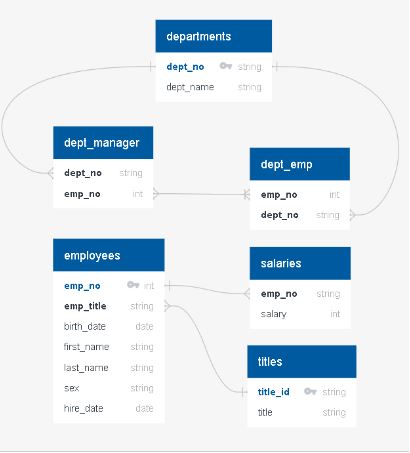 departments
dept_no string
dept_name string
dept_manager
dept_no string
emp_no int
dept_emp
emp_no int
dept_no string
employees
emp_no int
emp_title string
birth_date date
first_name string
last_name string
sex string
hire_date date
salaries
emp_no string
salary int
titles
title_id string
title string